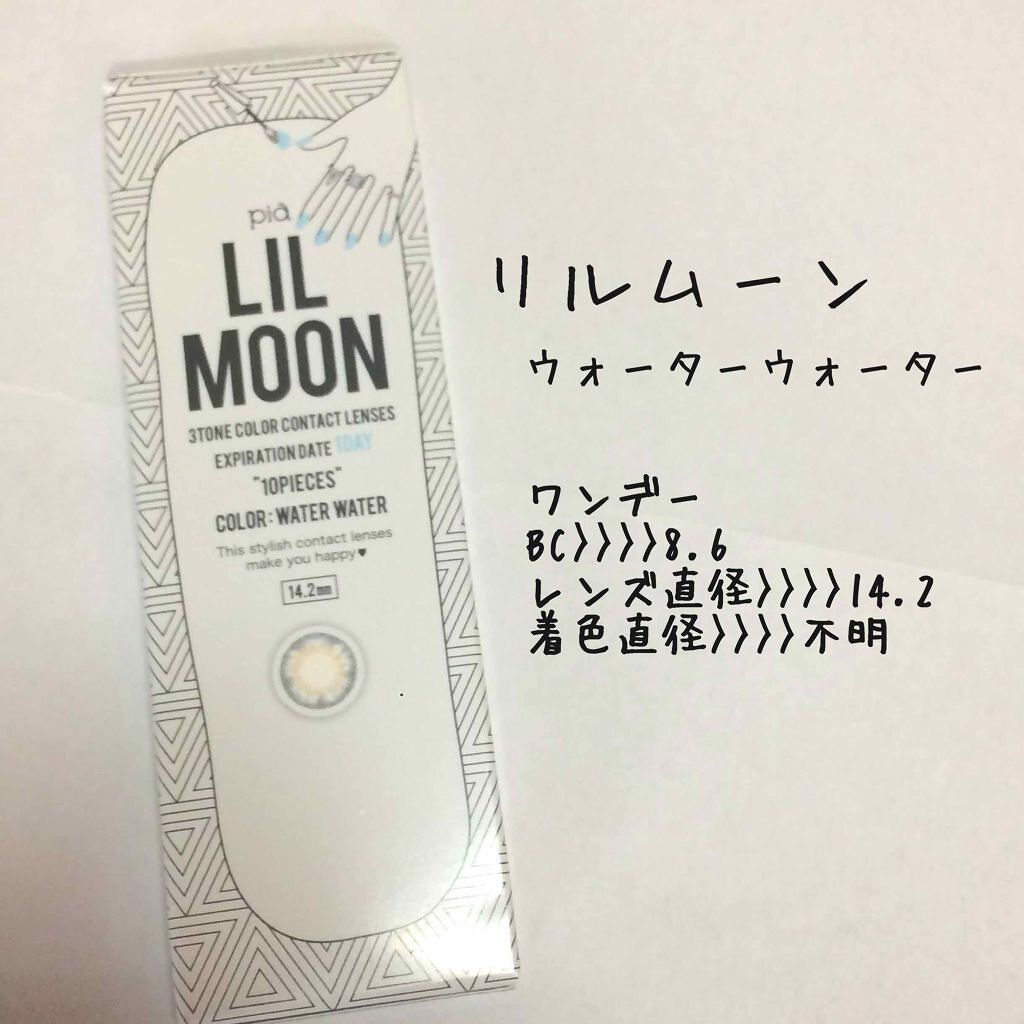 pià
LIL
MOON
3TONE COLOR CONTACT LENSES
EXPIRATION DATE 1DAY
"10PIECES"
COLOR: WATER WATER
This stylish contact lenses
make you happy♥
14.2mm
リルムーン
ウォーターウォーター
ワンデー
BC〉〉〉〉8.6
レンズ直径〉〉〉〉14.2
着色直径〉〉〉〉不明